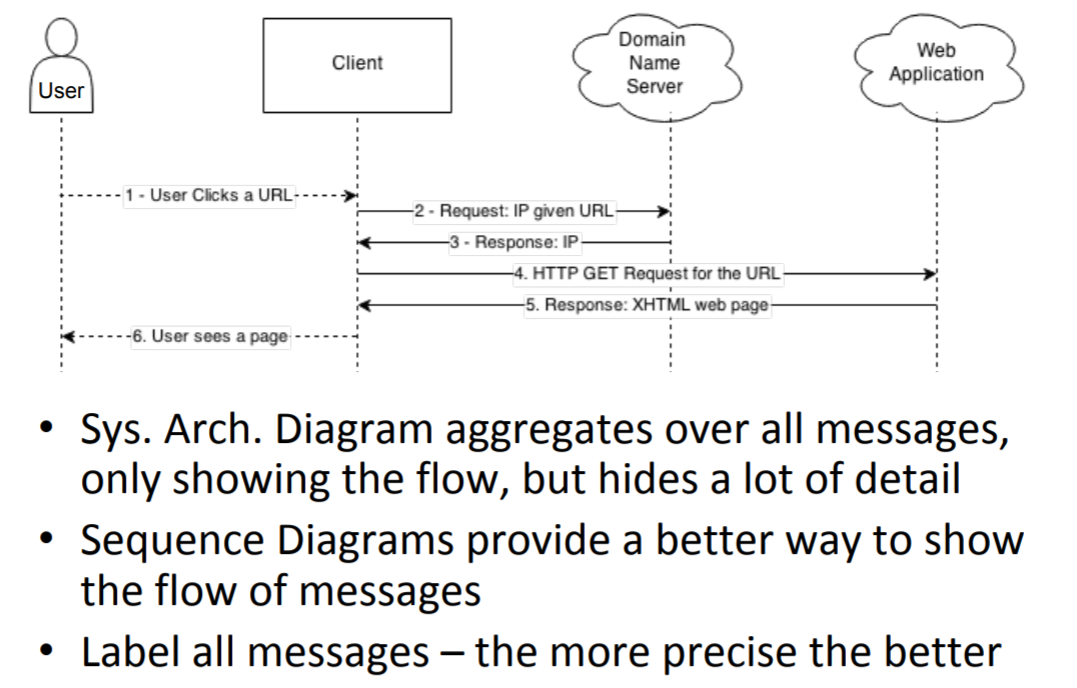 User
Client
Domain
Name
Server
Web
Application
1 - User Clicks a URL
2 - Request: IP given URL
3 - Response: IP
4. HTTP GET Request for the URL
5. Response: XHTML web page
6. User sees a page
• Sys. Arch. Diagram aggregates over all messages,
only showing the flow, but hides a lot of detail
• Sequence Diagrams provide a better way to show
the flow of messages
• Label all messages – the more precise the better